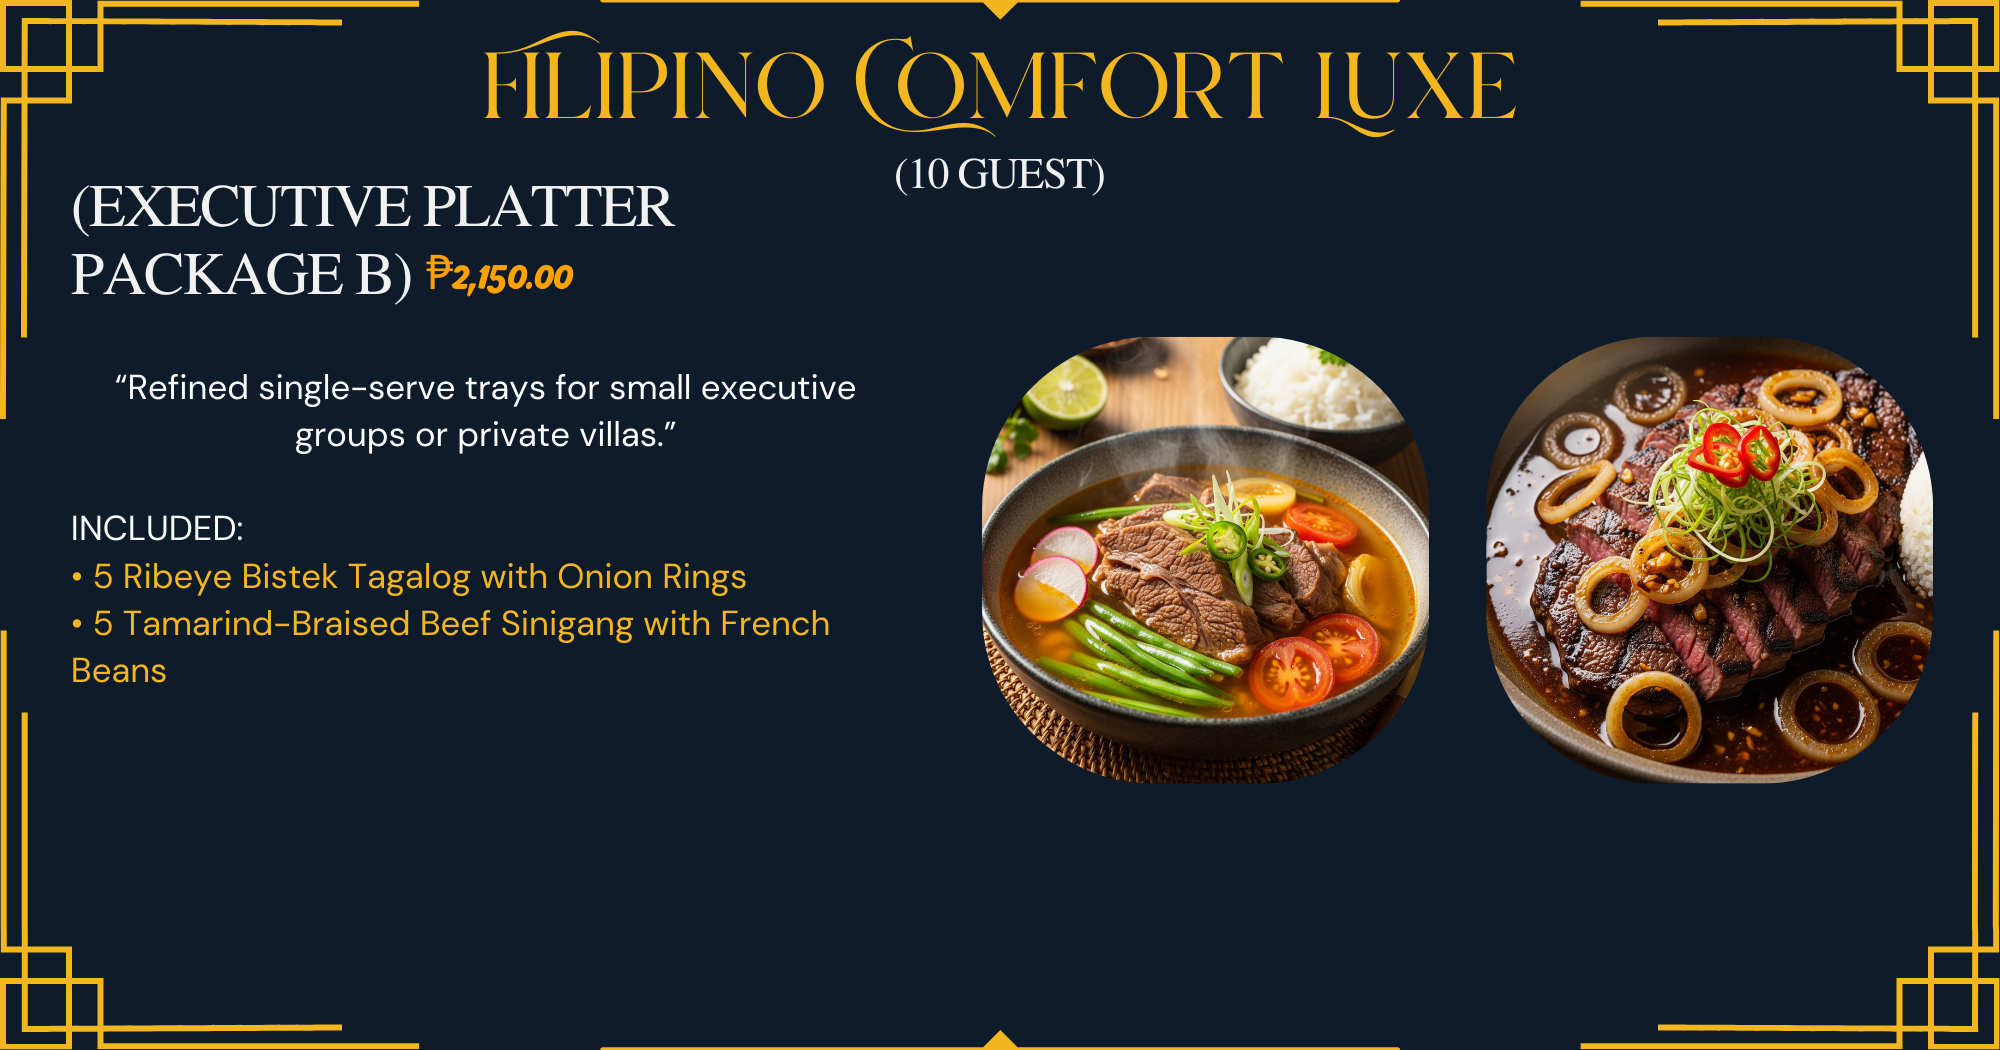 FILIPINO COMFORT LUXE
(10 GUEST)
(EXECUTIVE PLATTER
PACKAGE B) ₱2,150.00
“Refined single-serve trays for small executive
groups or private villas.”
INCLUDED:
• 5 Ribeye Bistek Tagalog with Onion Rings
• 5 Tamarind-Braised Beef Sinigang with French
Beans